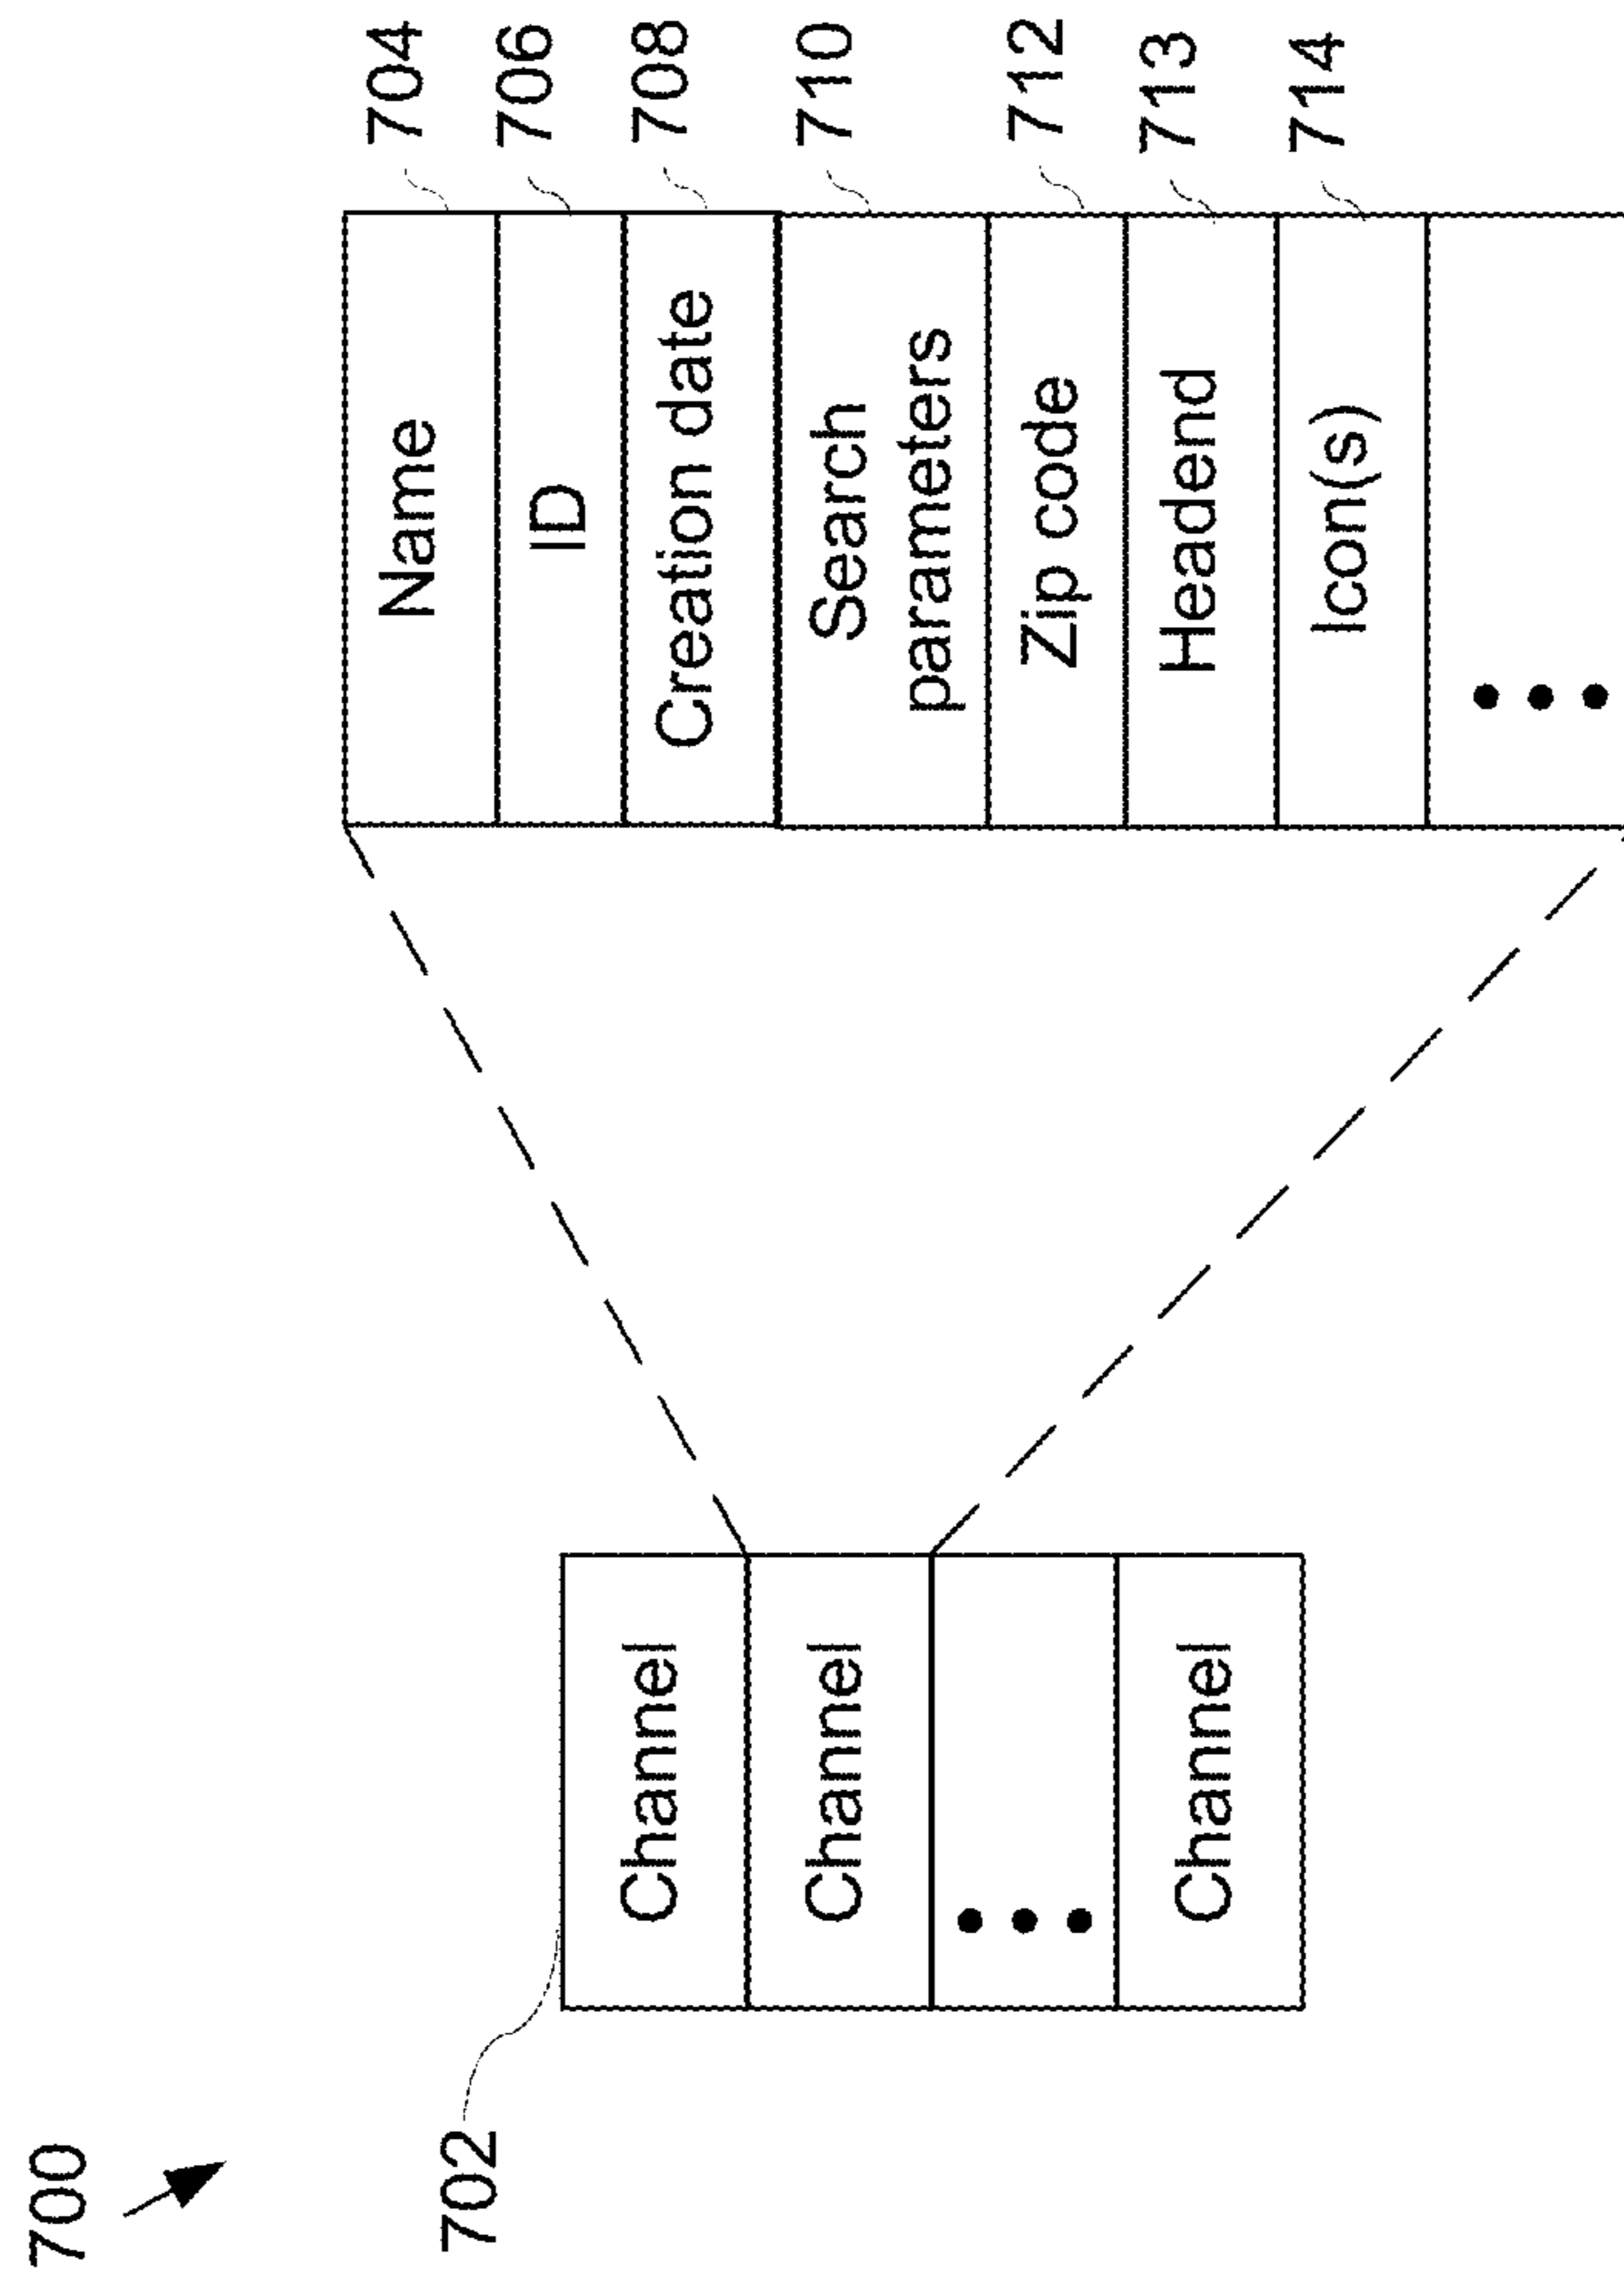 700
702
Channel
Channel
Channel
Name
704
ID
706
Creation date
708
Search
parameters
710
Zip code
712
Headend
713
Icon(s)
714